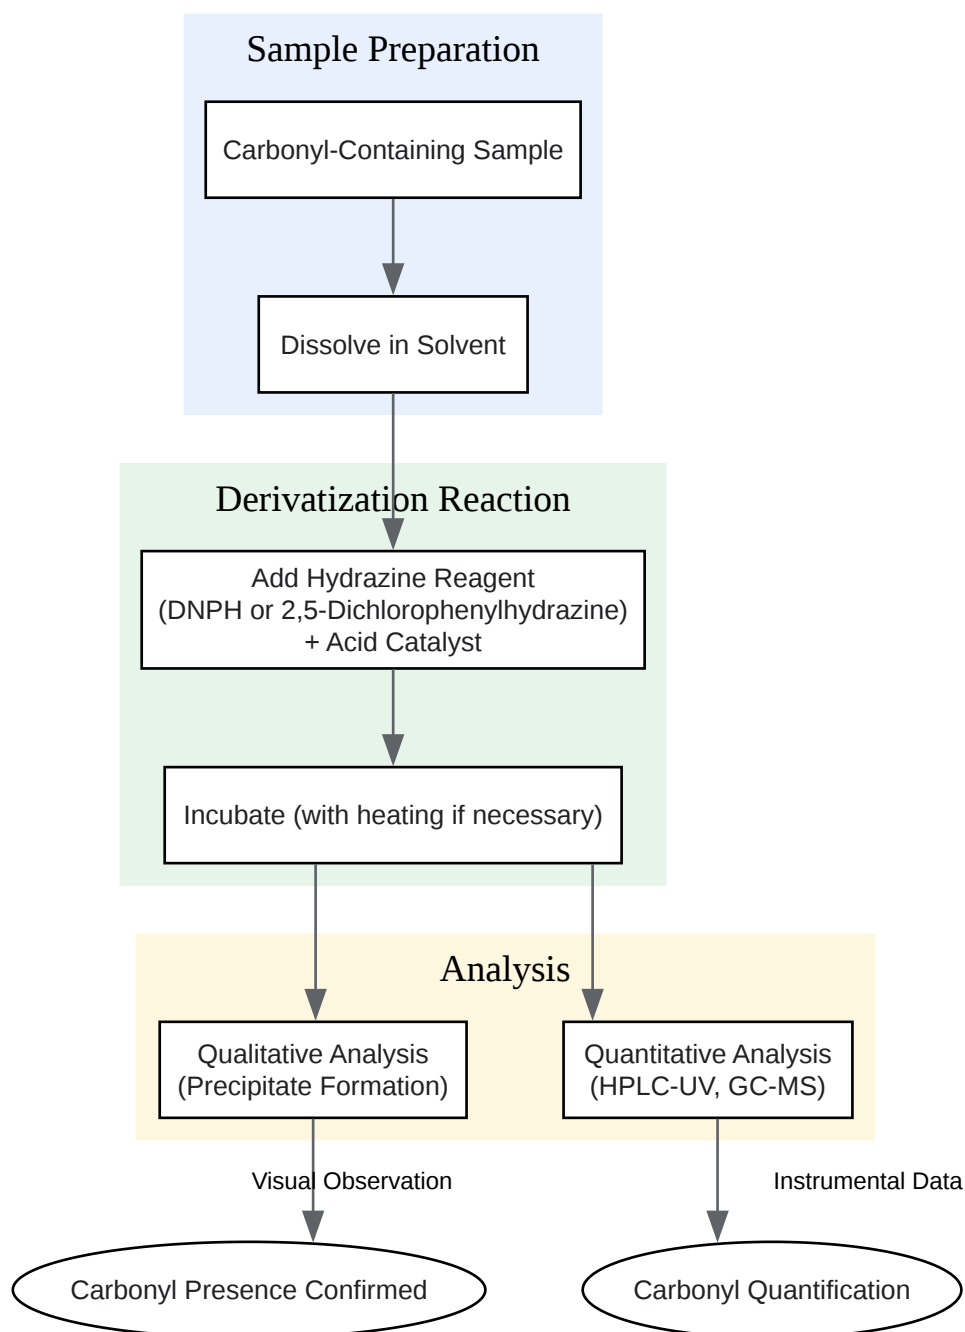 Sample Preparation
Carbonyl-Containing Sample
Dissolve in Solvent
Derivatization Reaction
Add Hydrazine Reagent
(DNPH or 2,5-Dichlorophenylhydrazine)
+ Acid Catalyst
Incubate (with heating if necessary)
Analysis
Qualitative Analysis
(Precipitate Formation)
Quantitative Analysis
(HPLC-UV, GC-MS)
Visual Observation
Instrumental Data
Carbonyl Presence Confirmed
Carbonyl Quantification